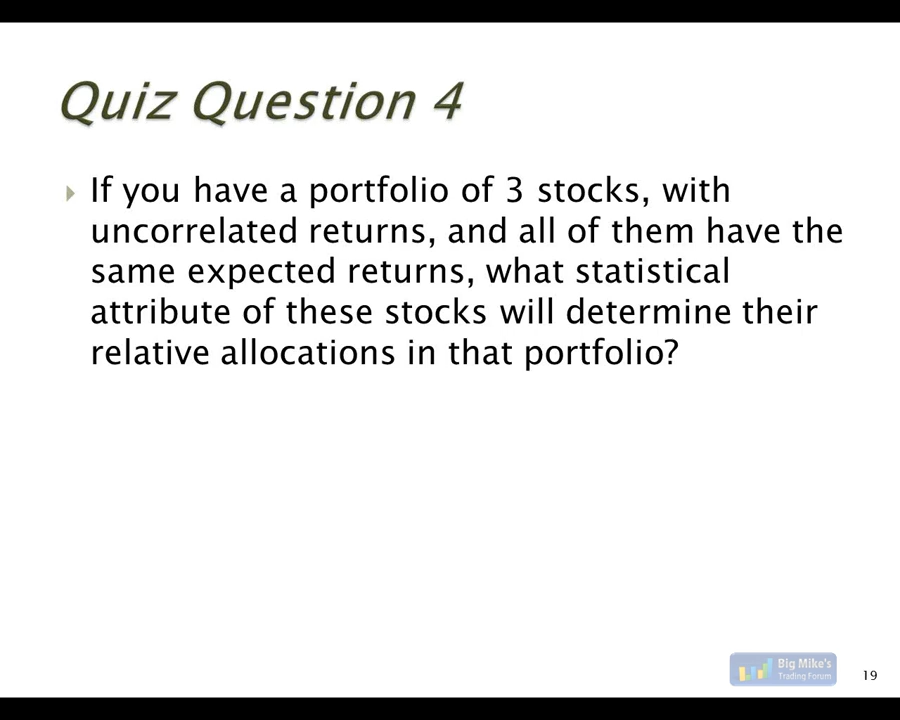 Quiz Question 4
If you have a portfolio of 3 stocks, with
uncorrelated returns, and all of them have the
same expected returns, what statistical
attribute of these stocks will determine their
relative allocations in that portfolio?
Big Mike's
Trading Forum
19